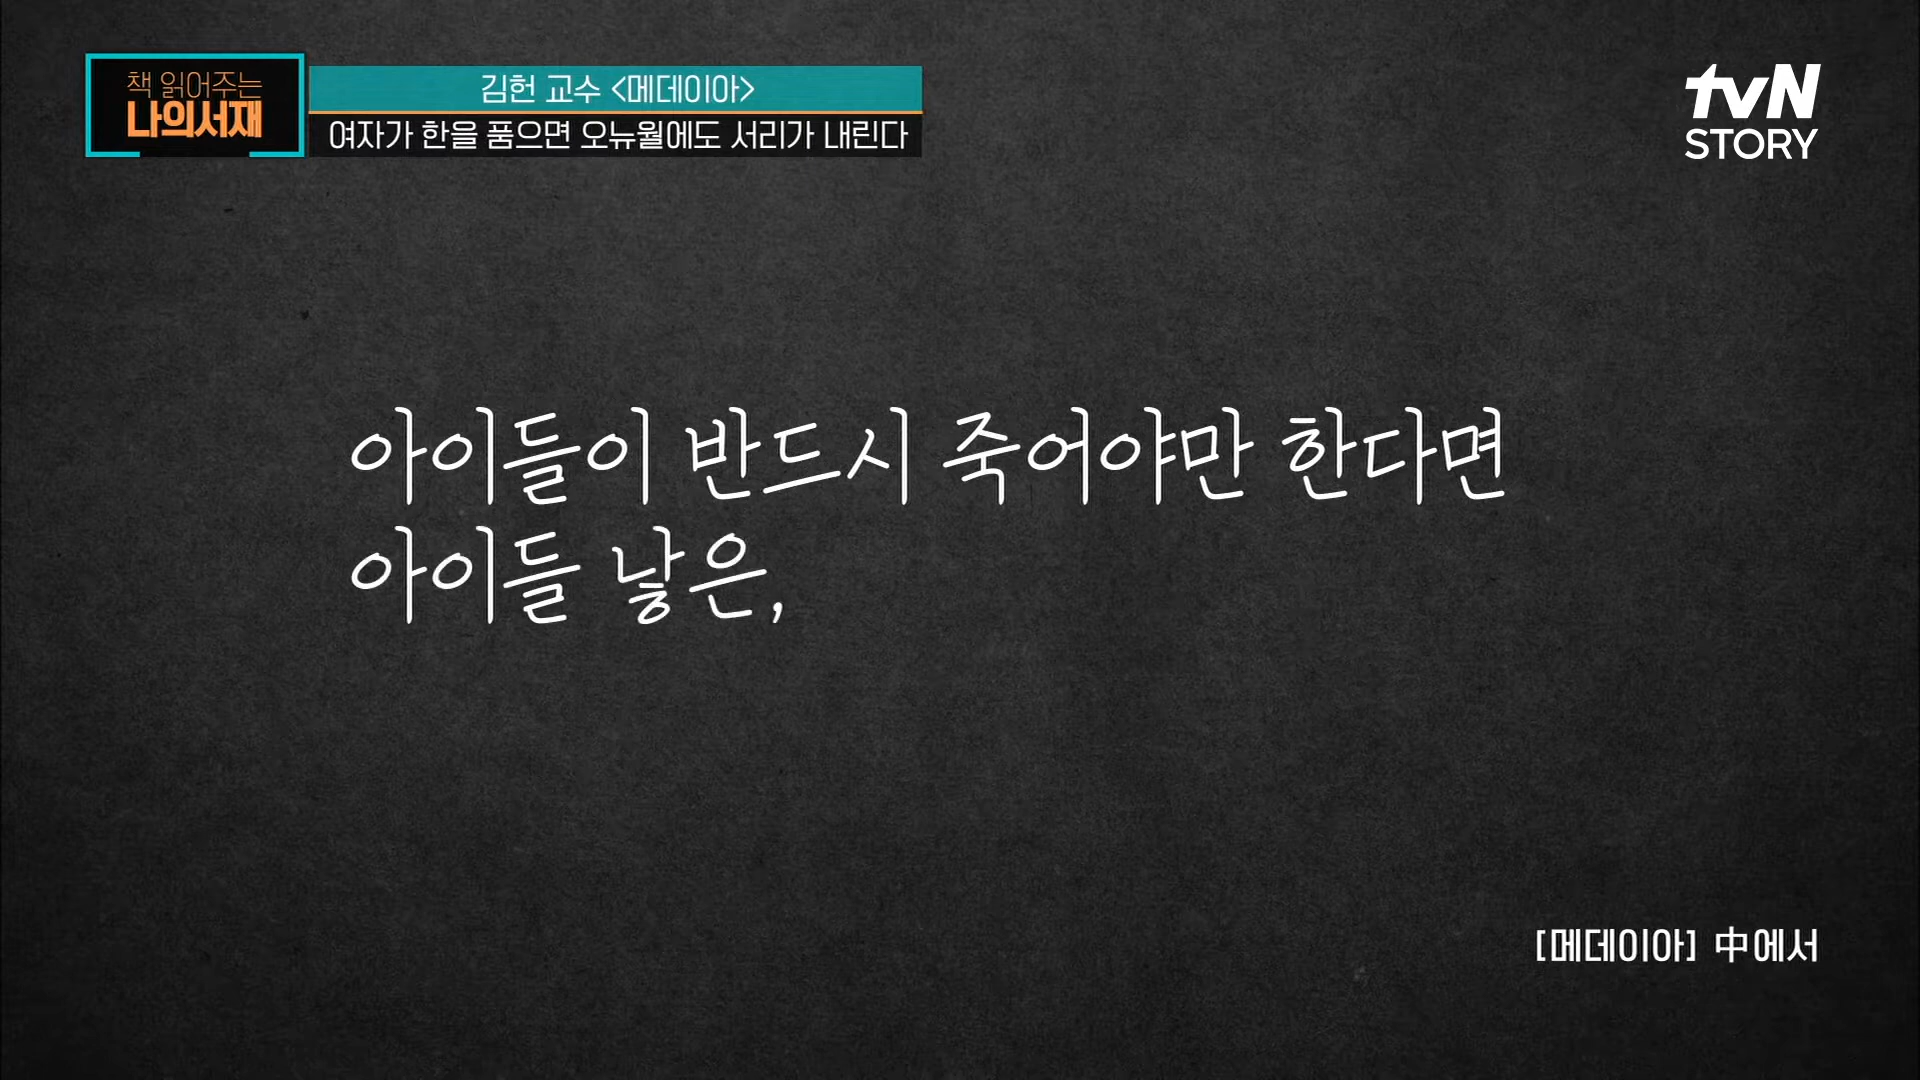 책 읽어주는
나의서재
김헌 교수 <메데이아>
여자가 한을 품으면 오뉴월에도 서리가 내린다
tvN
STORY
아이들이 반드시 죽어야만 한다면
아이들 낳은,
[메데이아] 中에서